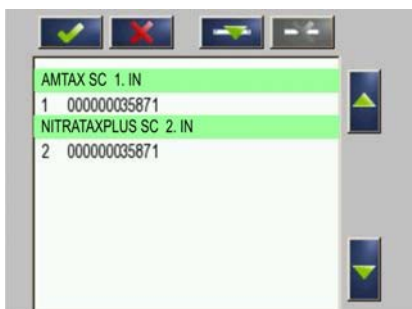 AMTAX SC 1. IN
1 000000035871
NITRATAXPLUS SC 2. IN
2 000000035871